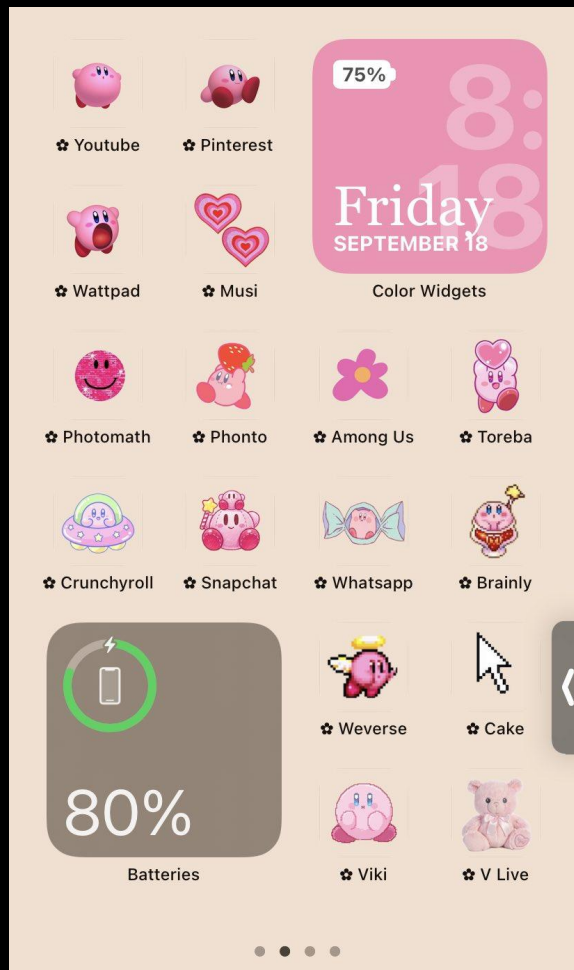 75%
8:
18
Friday
SEPTEMBER 18
✿ Youtube
✿ Pinterest
✿ Wattpad
✿ Musi
Color Widgets
✿ Photomath
✿ Phonto
✿ Among Us
✿ Toreba
✿ Crunchyroll
✿ Snapchat
✿ Whatsapp
✿ Brainly
80%
Batteries
✿ Weverse
✿ Cake
✿ Viki
✿ V Live